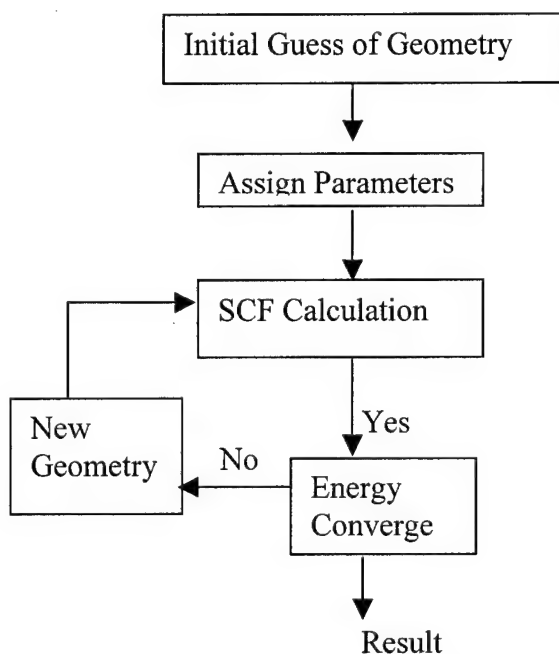 Initial Guess of Geometry
Assign Parameters
SCF Calculation
Yes
New
Geometry
No
Energy
Converge
Result